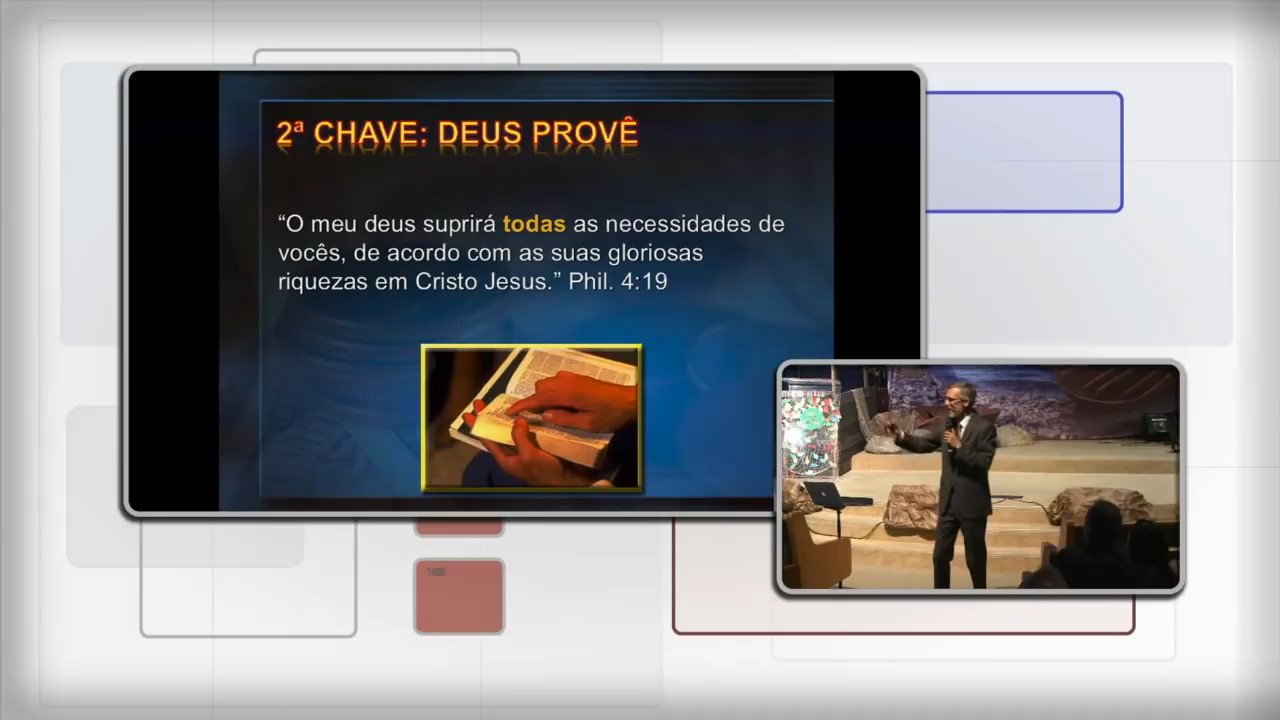 2ª CHAVE: DEUS PROVÊ
“O meu deus suprirá todas as necessidades de
vocês, de acordo com as suas gloriosas
riquezas em Cristo Jesus.” Phil. 4:19